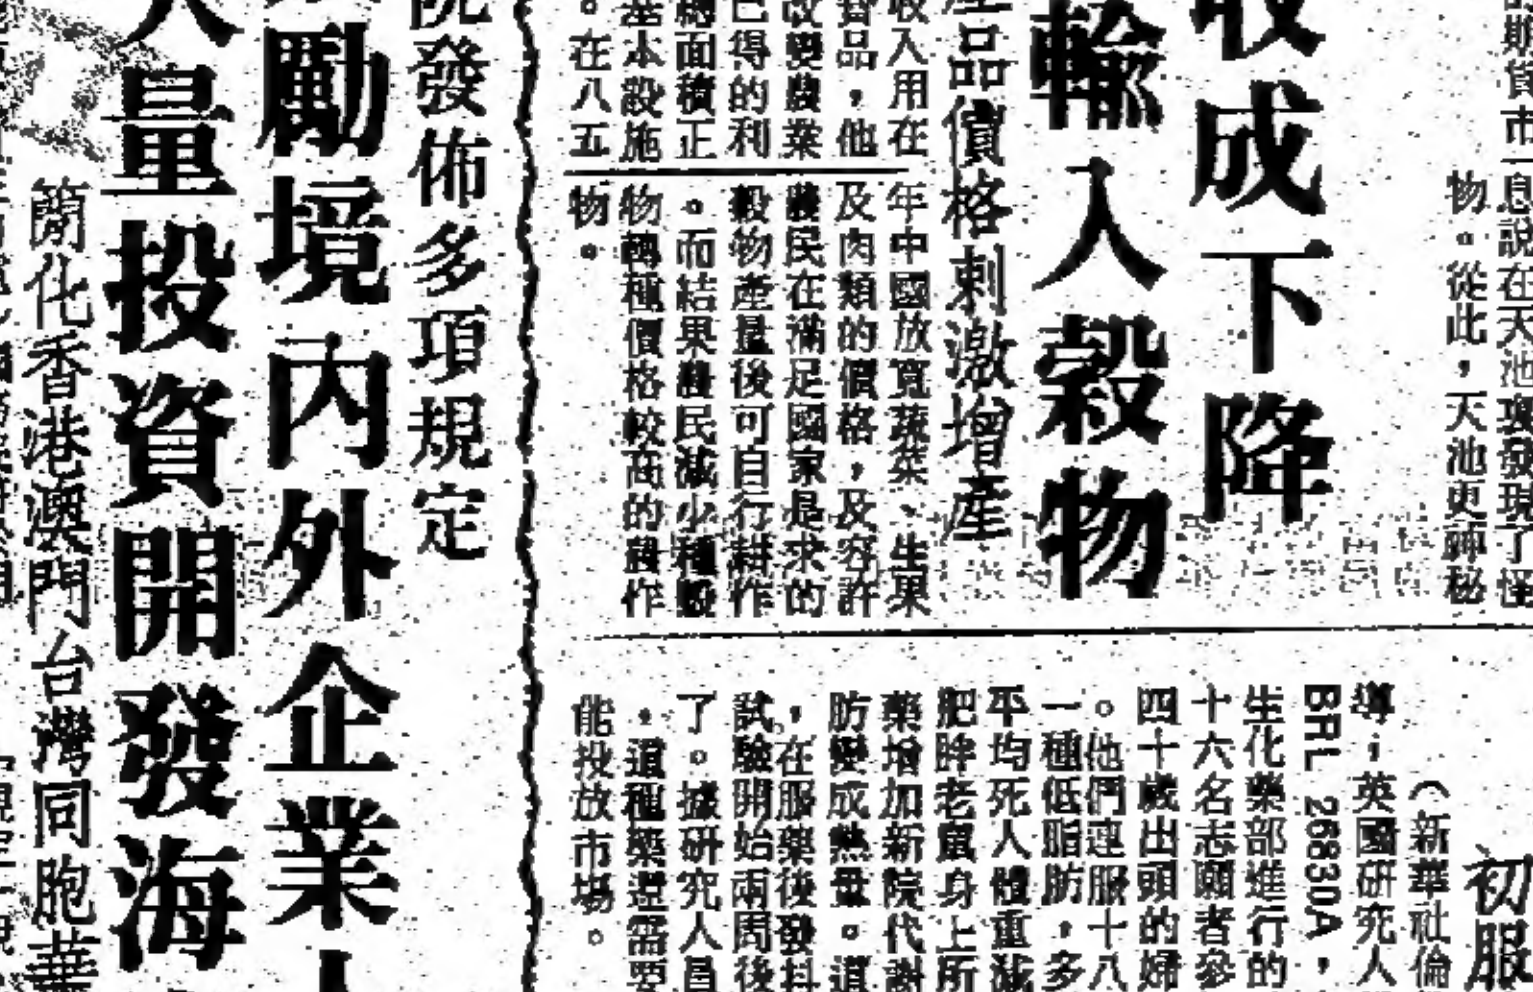 息說在天池
物。從此,天池更神秘
收成下降
輸入穀物
產品價格刺激增產
收入用在
替品,他
改變農業
已得的利
總面積正
基本設施
。在八五
年中國放寬蔬菜、生果
及肉類的價格,及容許
農民在滿足國家是求的
穀物產量後可自行耕作
。而結果農民減少種穀
物轉種價格較高的農作
物。
初服
(新華社倫
導:英國研究人
BRL 26830A,
生化藥部進行的
十六名志願者參
四十歲出頭的婦
。他們連服十八
一種低脂肪,多
平均死人體重減
肥胖老鼠身上所
藥增加新陳代謝
肪變成熱量。這
,在服藥後發抖
試驗開始兩周後
了。據研究人員
,這種藥還需要
能投放市場。
院發佈多項規定
勵境內外企業人
大量投資開發海
簡化香港澳門台灣同胞華